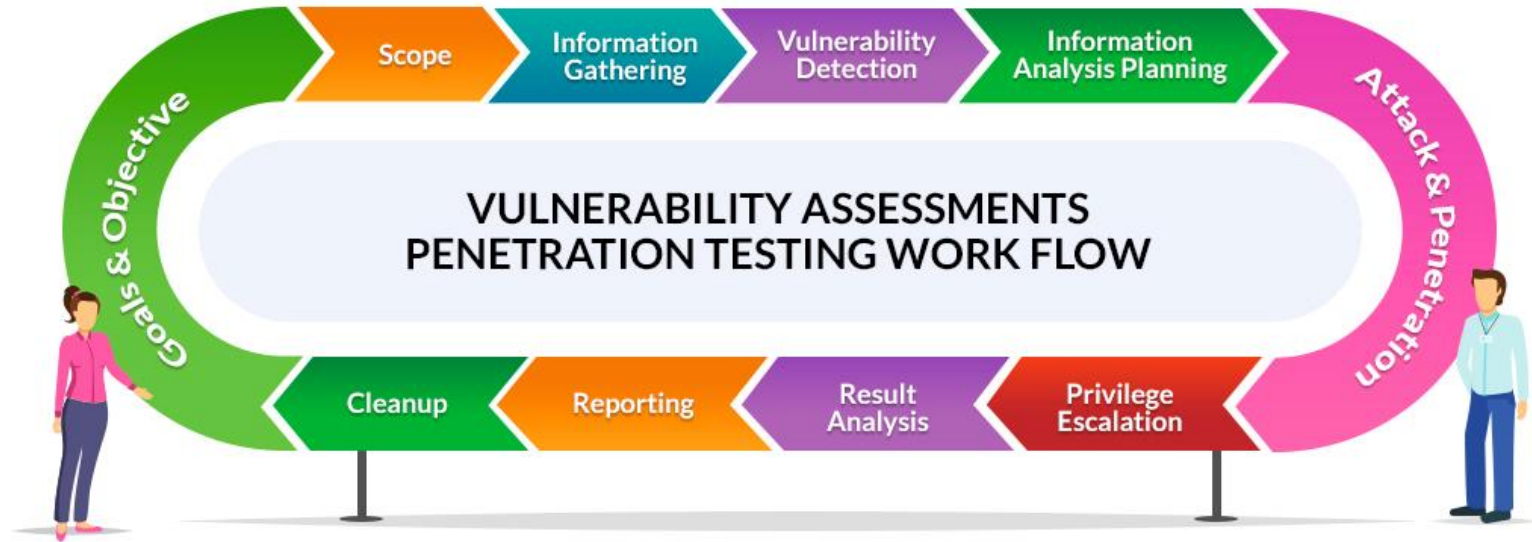 Goals & Objective
Scope
Information
Gathering
Vulnerability
Detection
Information
Analysis Planning
Attack & Penetration
VULNERABILITY ASSESSMENTS
PENETRATION TESTING WORK FLOW
Privilege
Escalation
Result
Analysis
Reporting
Cleanup